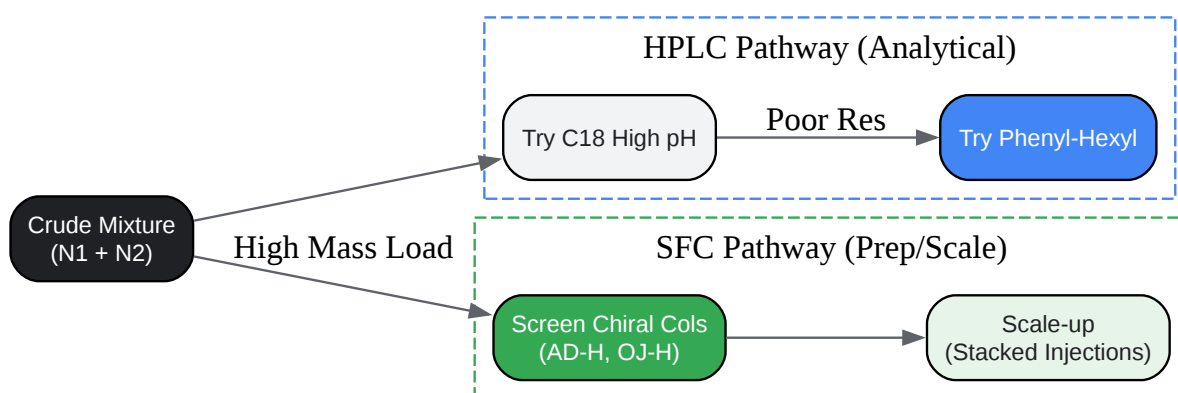 HPLC Pathway (Analytical)
Try C18 High pH
Poor Res
Try Phenyl-Hexyl
Crude Mixture
(N1 + N2)
High Mass Load
SFC Pathway (Prep/Scale)
Screen Chiral Cols
(AD-H, OJ-H)
Scale-up
(Stacked Injections)